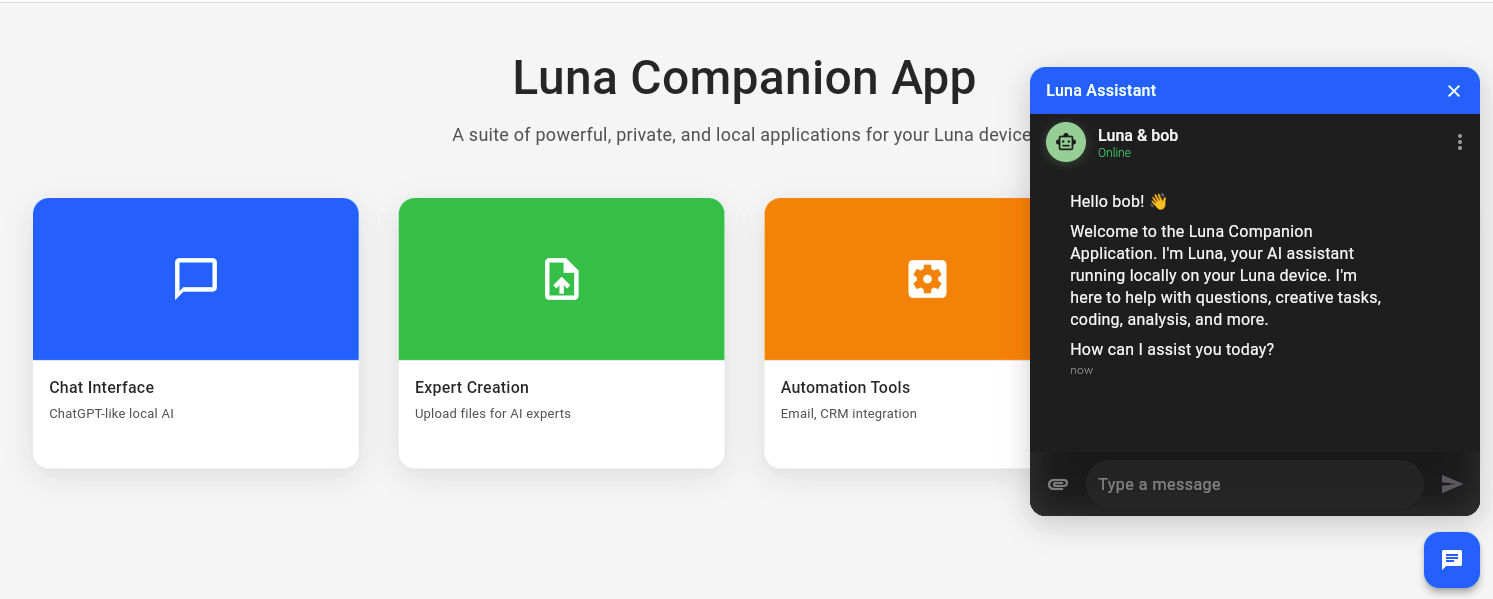 Luna Companion App
A suite of powerful, private, and local applications for your Luna device
Chat Interface
ChatGPT-like local AI
Expert Creation
Upload files for AI experts
Automation Tools
Email, CRM integration
Luna Assistant
Luna & bob
Online
Hello bob! 👋
Welcome to the Luna Companion
Application. I'm Luna, your AI assistant
running locally on your Luna device. I'm
here to help with questions, creative tasks,
coding, analysis, and more.
How can I assist you today?
now
Type a message